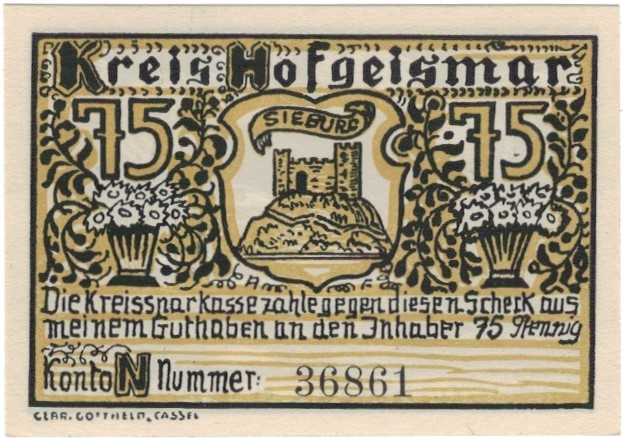 Kreis Hofgeismar
75 75
SIEBURG
Die Kreissparkasse zahle gegen diesen Scheck aus
meinem Guthaben an den Inhaber 75 Pfennig
Konto N Nummer: 36861
GEBR. GOTTHELFT, CASSEL